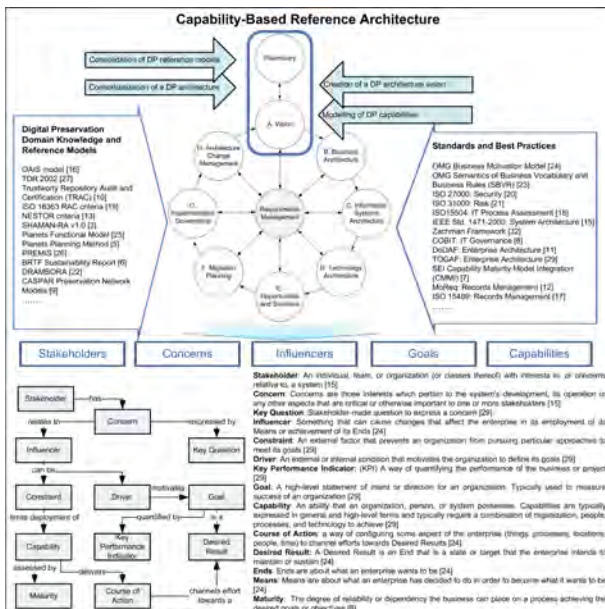 Capability-Based Reference Architecture
Consolidation of DP reference models
Contextualization of a DP architecture
Preliminary
Creation of a DP architecture vision
Modelling of DP capabilities
A. Vision
H. Architecture
Change
Management
B. Business
Architecture
G. Implementation
Governance
Requirements
Management
C. Information
Systems
Architecture
F. Migration
Planning
D. Technology
Architecture
E.
Opportunities
and Solutions
Digital Preservation
Domain Knowledge and
Reference Models
OAIS model [16]
TDR 2002 [27]
Trustworthy Repository Audit and
Certification (TRAC) [10]
ISO 16363 RAC criteria [19]
NESTOR criteria [13]
SHAMAN-RA v1.0 [3]
Planets Functional Model [25]
Planets Planning Method [5]
PREMIS [26]
BRTF Sustainability Report [6]
DRAMBORA [22]
CASPAR Preservation Network
Models [9]
.......
Standards and Best Practices
OMG Business Motivation Model [24]
OMG Semantics of Business Vocabulary and
Business Rules (SBVR) [23]
ISO 27000: Security [20]
ISO 31000: Risk [21]
ISO15504: IT Process Assessment [18]
IEEE Std. 1471-2000: System Architecture [15]
Zachman Framework [32]
COBIT: IT Governance [8]
DoDAF: Enterprise Architecture [11]
TOGAF: Enterprise Architecture [29]
SEI Capability Maturity Model Integration
(CMMI) [7]
MoReq: Records Management [12]
ISO 15489: Records Management [17]
.......
Stakeholders
Concerns
Influencers
Goals
Capabilities
Stakeholder
has
Concern
relates to
expressed by
Influencer
Key Question
can be
Constraint
Driver
motivates
Goal
limits deployment of
quantified by
is a
Capability
Key
Performance
Indicator
Desired
Result
assessed by
delivers
Maturity
Course of
Action
channels effort
towards a
Stakeholder: An individual, team, or organization (or classes thereof) with interests in, or concerns
relative to, a system [15]
Concern: Concerns are those interests which pertain to the system's development, its operation or
any other aspects that are critical or otherwise important to one or more stakeholders [15]
Key Question: Stakeholder-made question to express a concern [29]
Influencer: Something that can cause changes that affect the enterprise in its employment of its
Means or achievement of its Ends [24]
Constraint: An external factor that prevents an organization from pursuing particular approaches to
meet its goals [29]
Driver: An external or internal condition that motivates the organization to define its goals [29]
Key Performance Indicator: (KPI) A way of quantifying the performance of the business or project
[29]
Goal: A high-level statement of intent or direction for an organization. Typically used to measure
success of an organization [29]
Capability: An ability that an organization, person, or system possesses. Capabilities are typically
expressed in general and high-level terms and typically require a combination of organization, people,
processes, and technology to achieve [29]
Course of Action: a way of configuring some aspect of the enterprise (things, processes, locations,
people, time) to channel efforts towards Desired Results [24]
Desired Result: A Desired Result is an End that is a state or target that the enterprise intends to
maintain or sustain [24]
Ends: Ends are about what an enterprise wants to be [24]
Means: Means are about what an enterprise has decided to do in order to become what it wants to be
[24]
Maturity: The degree of reliability or dependency the business can place on a process achieving the
desired goals or objectives [8]